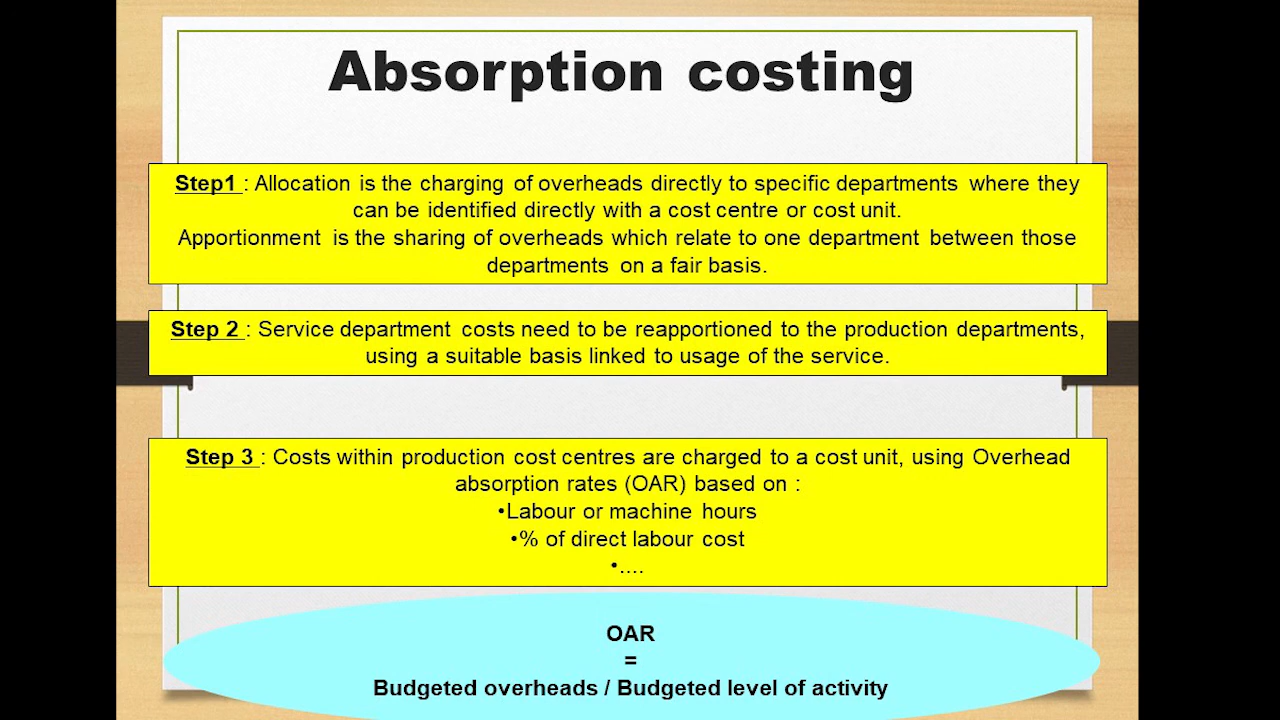 Absorption costing
Step1 : Allocation is the charging of overheads directly to specific departments where they
can be identified directly with a cost centre or cost unit.
Apportionment is the sharing of overheads which relate to one department between those
departments on a fair basis.
Step 2 : Service department costs need to be reapportioned to the production departments,
using a suitable basis linked to usage of the service.
Step 3 : Costs within production cost centres are charged to a cost unit, using Overhead
absorption rates (OAR) based on :
•Labour or machine hours
•% of direct labour cost
•....
OAR
=
Budgeted overheads / Budgeted level of activity